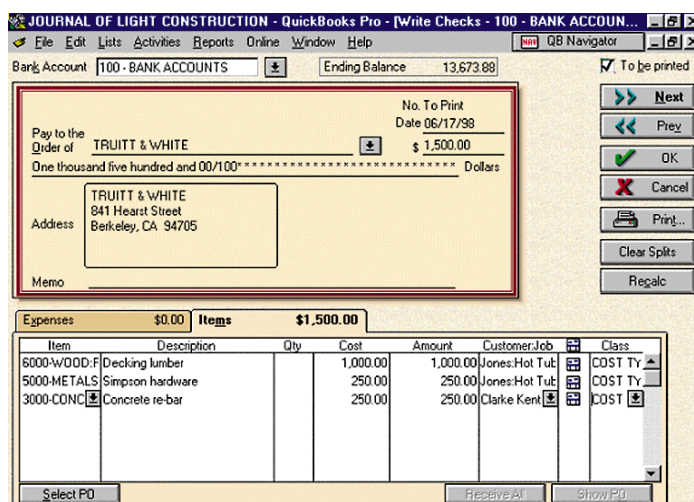 JOURNAL OF LIGHT CONSTRUCTION - QuickBooks Pro - [Write Checks - 100 - BANK ACCOUN...
File Edit Lists Activities Reports Online Window Help NAV QB Navigator
Bank Account 100 - BANK ACCOUNTS Ending Balance 13,673.88 To be printed
No. To Print
Date 06/17/98
Pay to the
Order of TRUITT & WHITE $ 1,500.00
One thousand five hundred and 00/100* * * * * * * * * * * * * * * * * * * * * * * * * * * * * * Dollars
Address
TRUITT & WHITE
841 Hearst Street
Berkeley, CA 94705
Memo
Next
Prev
OK
Cancel
Print...
Clear Splits
Recalc
Expenses $0.00 Items $1,500.00
Item Description Qty Cost Amount Customer:Job Class
6000-WOOD:F Decking lumber 1,000.00 1,000.00 Jones:Hot Tub COST TY
5000-METALS Simpson hardware 250.00 250.00 Jones:Hot Tub COST TY
3000-CONC Concrete re-bar 250.00 250.00 Clarke Kent COST
Select PO Receive All Show PO